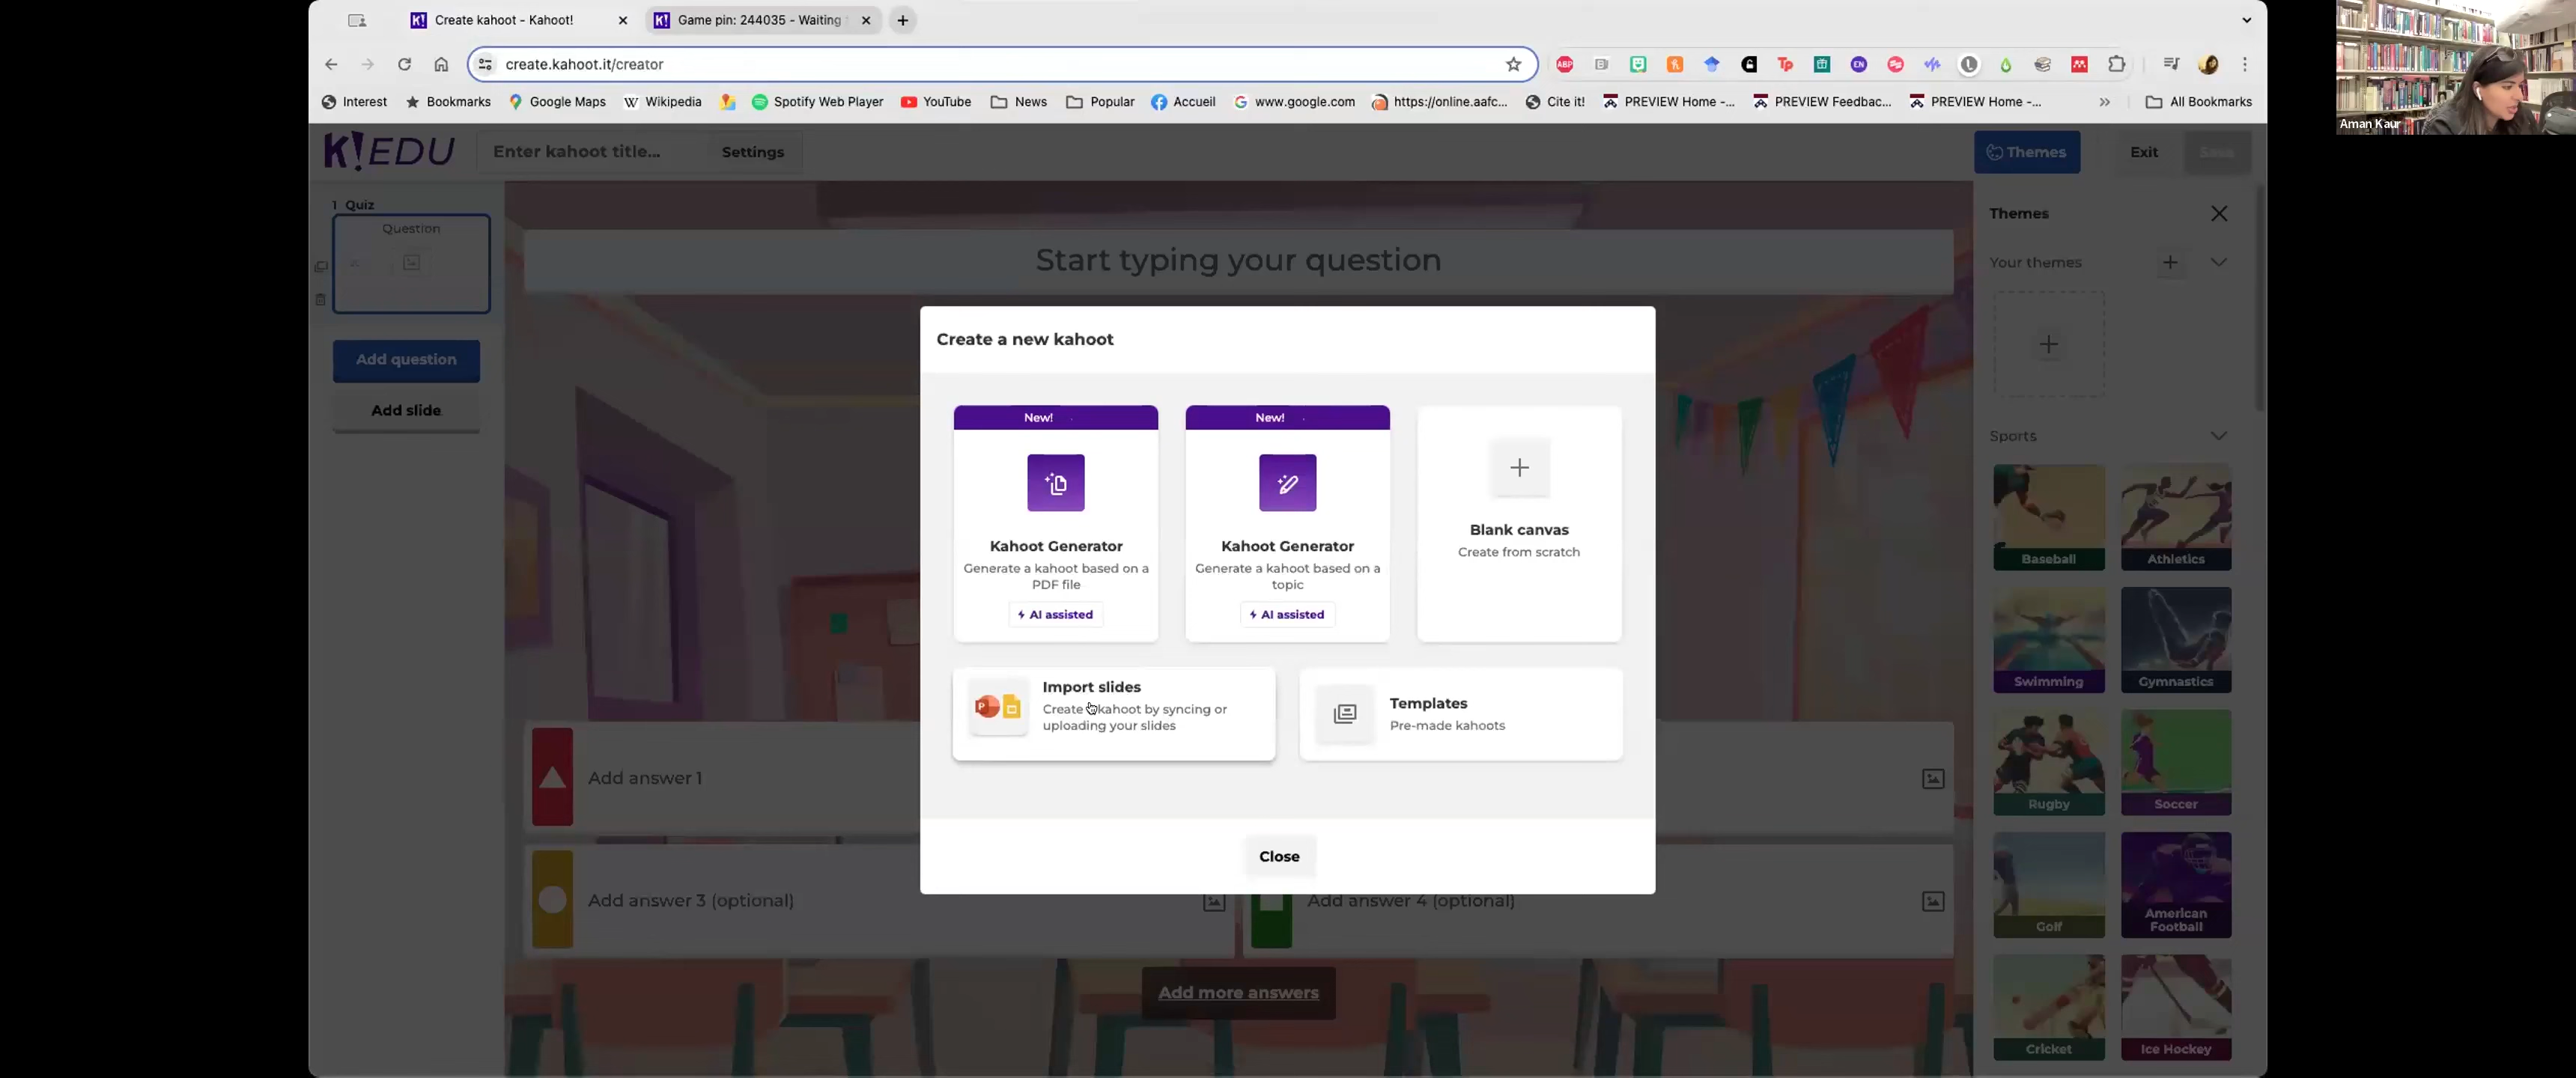 Create kahoot - Kahoot!
Game pin: 244035 - Waiting
create.kahoot.it/creator
ABP
EN
Interest
Bookmarks
Google Maps
Wikipedia
Spotify Web Player
YouTube
News
Popular
Accueil
www.google.com
https://online.aafc...
Cite it!
PREVIEW Home -...
PREVIEW Feedbac...
PREVIEW Home -...
All Bookmarks
Aman Kaur
K!EDU
Enter kahoot title...
Settings
Themes
Exit
Save
1 Quiz
Question
Add question
Add slide
Start typing your question
Create a new kahoot
New!
Kahoot Generator
Generate a kahoot based on a
PDF file
AI assisted
New!
Kahoot Generator
Generate a kahoot based on a
topic
AI assisted
Blank canvas
Create from scratch
Import slides
Create kahoot by syncing or
uploading your slides
Templates
Pre-made kahoots
Close
Add answer 1
Add answer 3 (optional)
Add answer 4 (optional)
Add more answers
Themes
Your themes
Sports
Baseball
Athletics
Swimming
Gymnastics
Rugby
Soccer
Golf
American
Football
Cricket
Ice Hockey